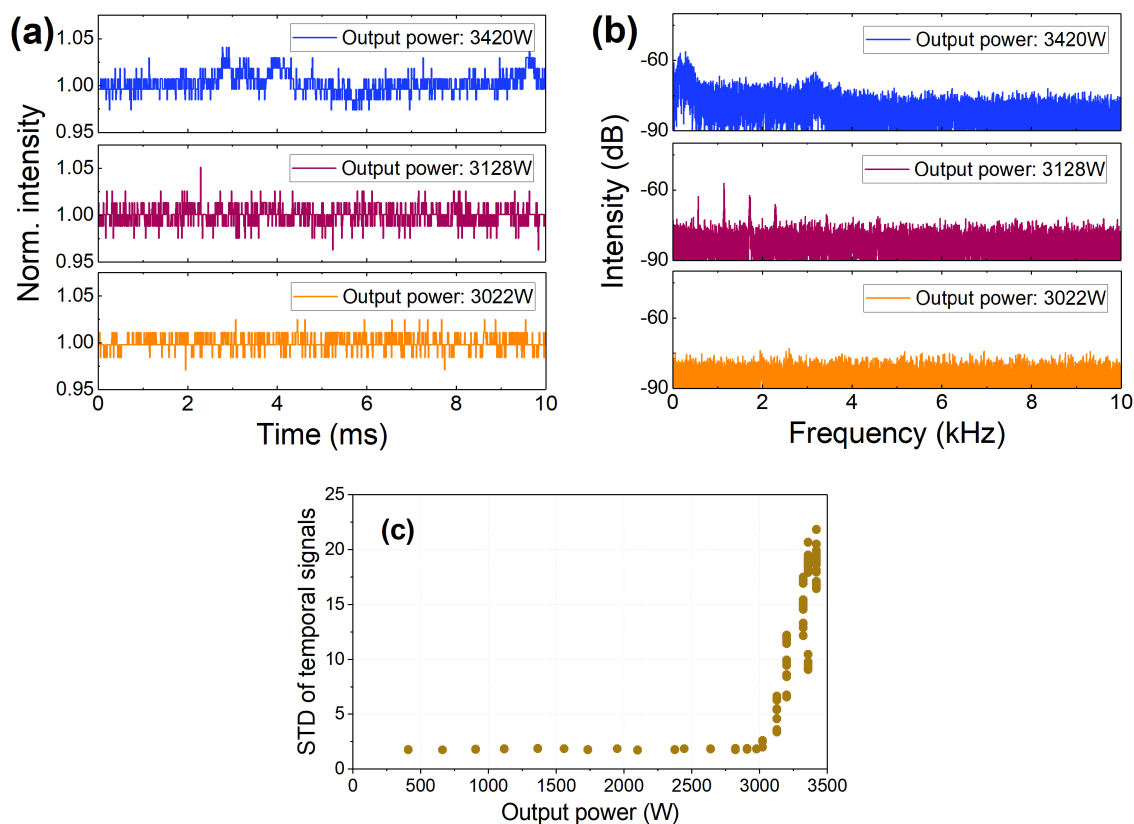 (a)
Norm. intensity
1.05
1.00
0.95
Output power: 3420W
1.05
1.00
0.95
Output power: 3128W
1.05
1.00
0.95
Output power: 3022W
0 2 4 6 8 10
Time (ms)
(b)
Intensity (dB)
-60
-90
Output power: 3420W
-60
-90
Output power: 3128W
-60
-90
Output power: 3022W
0 2 4 6 8 10
Frequency (kHz)
(c)
STD of temporal signals
25
20
15
10
5
0
0 500 1000 1500 2000 2500 3000 3500
Output power (W)